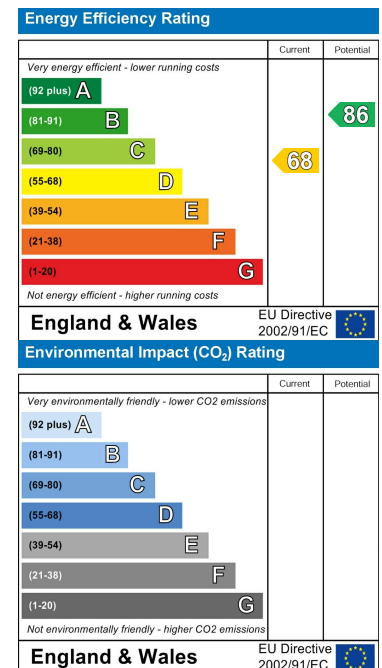 Energy Efficiency Rating
Current Potential
Very energy efficient - lower running costs
(92 plus) A
(81-91) B
86
(69-80) C
68
(55-68) D
(39-54) E
(21-38) F
(1-20) G
Not energy efficient - higher running costs
England & Wales
EU Directive
2002/91/EC
Environmental Impact (CO₂) Rating
Current Potential
Very environmentally friendly - lower CO2 emissions
(92 plus) A
(81-91) B
(69-80) C
(55-68) D
(39-54) E
(21-38) F
(1-20) G
Not environmentally friendly - higher CO2 emissions
England & Wales
EU Directive
2002/91/EC